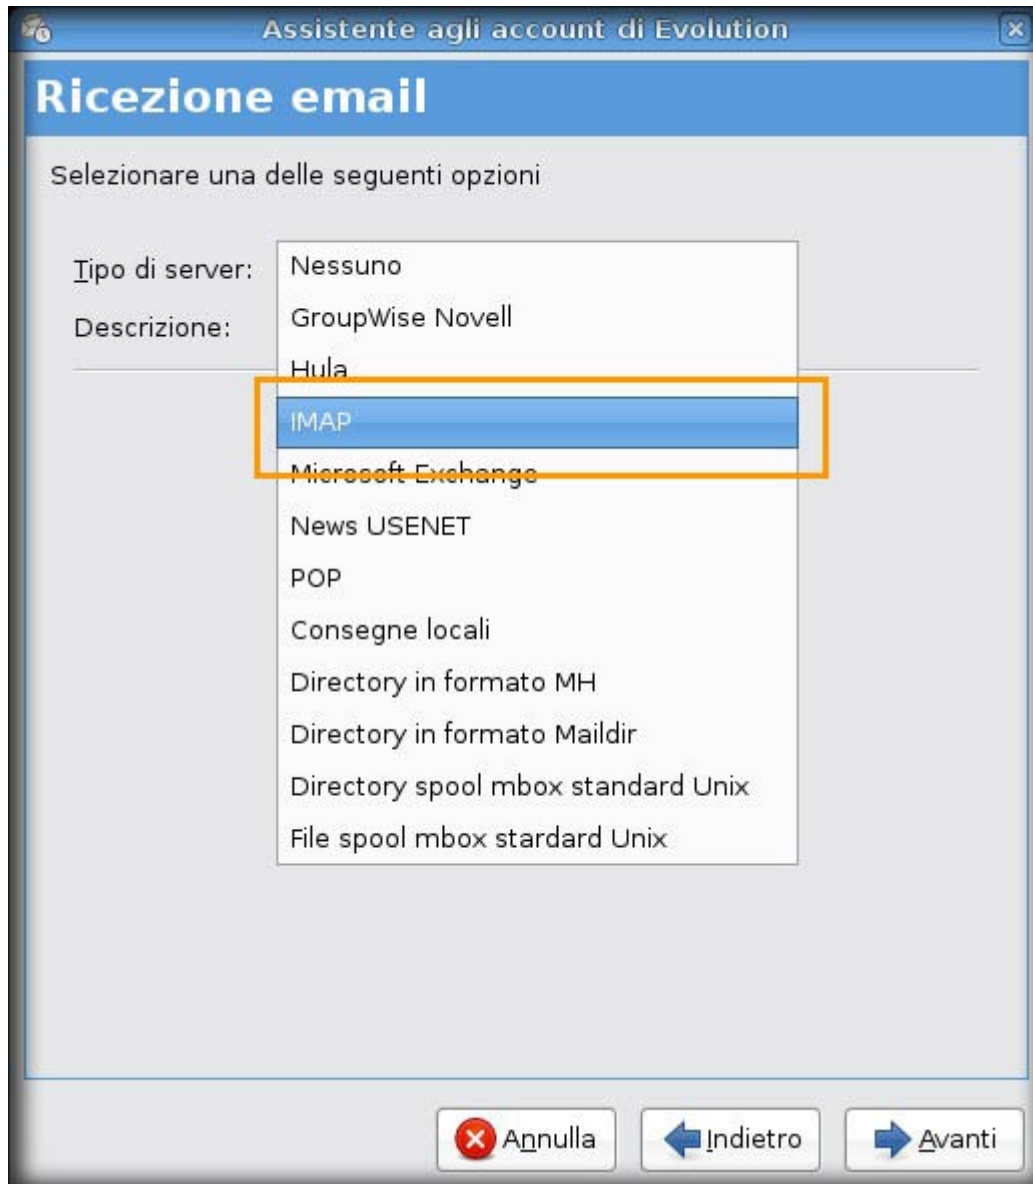 Assistente agli account di Evolution
Ricezione email
Selezionare una delle seguenti opzioni
Tipo di server:
Nessuno
Descrizione:
GroupWise Novell
Hula
IMAP
Microsoft Exchange
News USENET
POP
Consegne locali
Directory in formato MH
Directory in formato Maildir
Directory spool mbox standard Unix
File spool mbox stardard Unix
Annulla
Indietro
Avanti